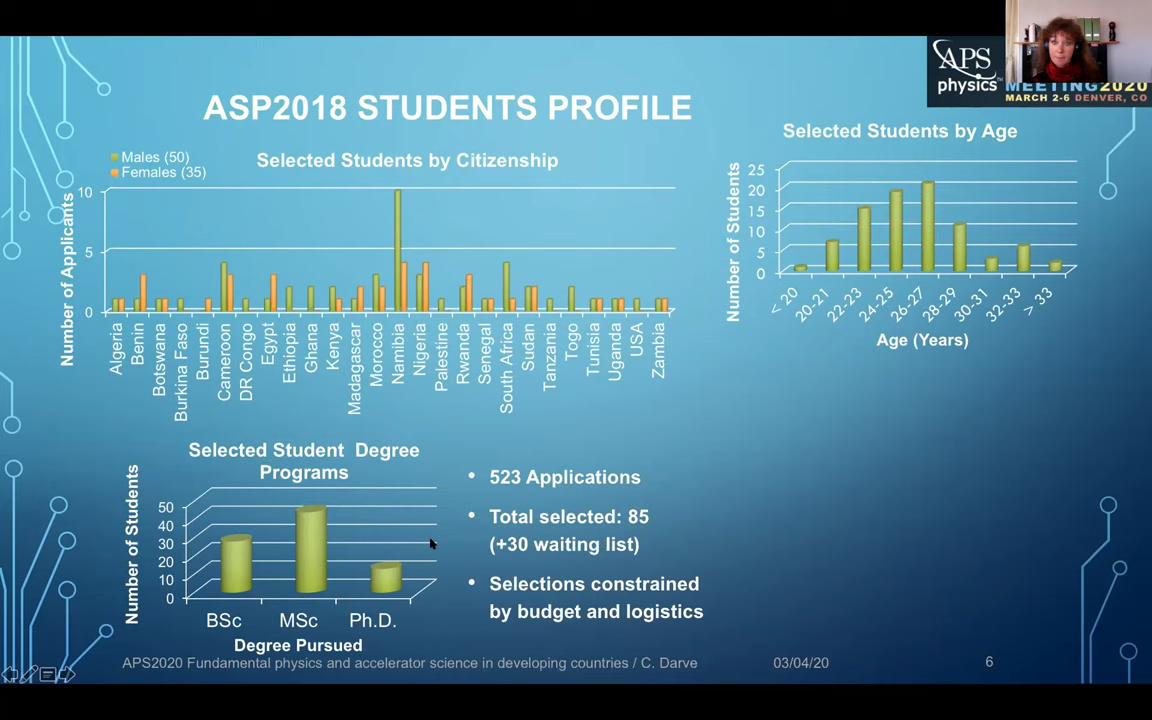 APS
physics™
MEETING2020
MARCH 2-6 DENVER, CO
ASP2018 STUDENTS PROFILE
Males (50)
Females (35)
Selected Students by Citizenship
Number of Applicants
10
5
0
Algeria
Benin
Botswana
Burkina Faso
Burundi
Cameroon
DR Congo
Egypt
Ethiopia
Ghana
Kenya
Madagascar
Morocco
Namibia
Nigeria
Palestine
Rwanda
Senegal
South Africa
Sudan
Tanzania
Togo
Tunisia
Uganda
USA
Zambia
Selected Students by Age
Number of Students
25
20
15
10
5
0
< 20
20-21
22-23
24-25
26-27
28-29
30-31
32-33
> 33
Age (Years)
Selected Student Degree
Programs
Number of Students
50
40
30
20
10
0
BSc
MSc
Ph.D.
Degree Pursued
• 523 Applications
• Total selected: 85
(+30 waiting list)
• Selections constrained
by budget and logistics
APS2020 Fundamental physics and accelerator science in developing countries / C. Darve
03/04/20
6